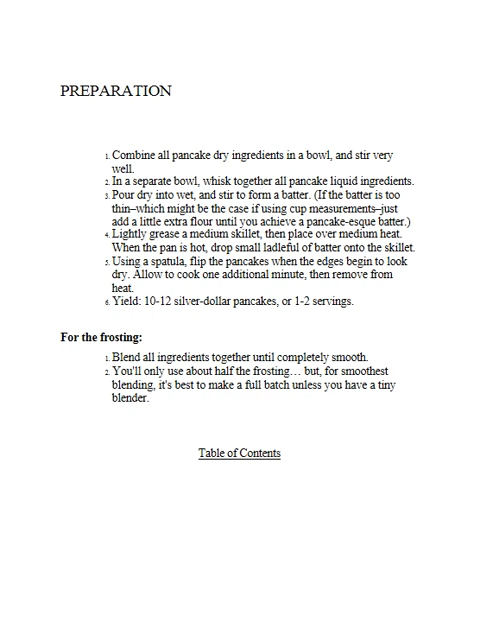 PREPARATION
1. Combine all pancake dry ingredients in a bowl, and stir very
well.
2. In a separate bowl, whisk together all pancake liquid ingredients.
3. Pour dry into wet, and stir to form a batter. (If the batter is too
thin–which might be the case if using cup measurements–just
add a little extra flour until you achieve a pancake-esque batter.)
4. Lightly grease a medium skillet, then place over medium heat.
When the pan is hot, drop small ladleful of batter onto the skillet.
5. Using a spatula, flip the pancakes when the edges begin to look
dry. Allow to cook one additional minute, then remove from
heat.
6. Yield: 10-12 silver-dollar pancakes, or 1-2 servings.
For the frosting:
1. Blend all ingredients together until completely smooth.
2. You'll only use about half the frosting… but, for smoothest
blending, it's best to make a full batch unless you have a tiny
blender.
Table of Contents